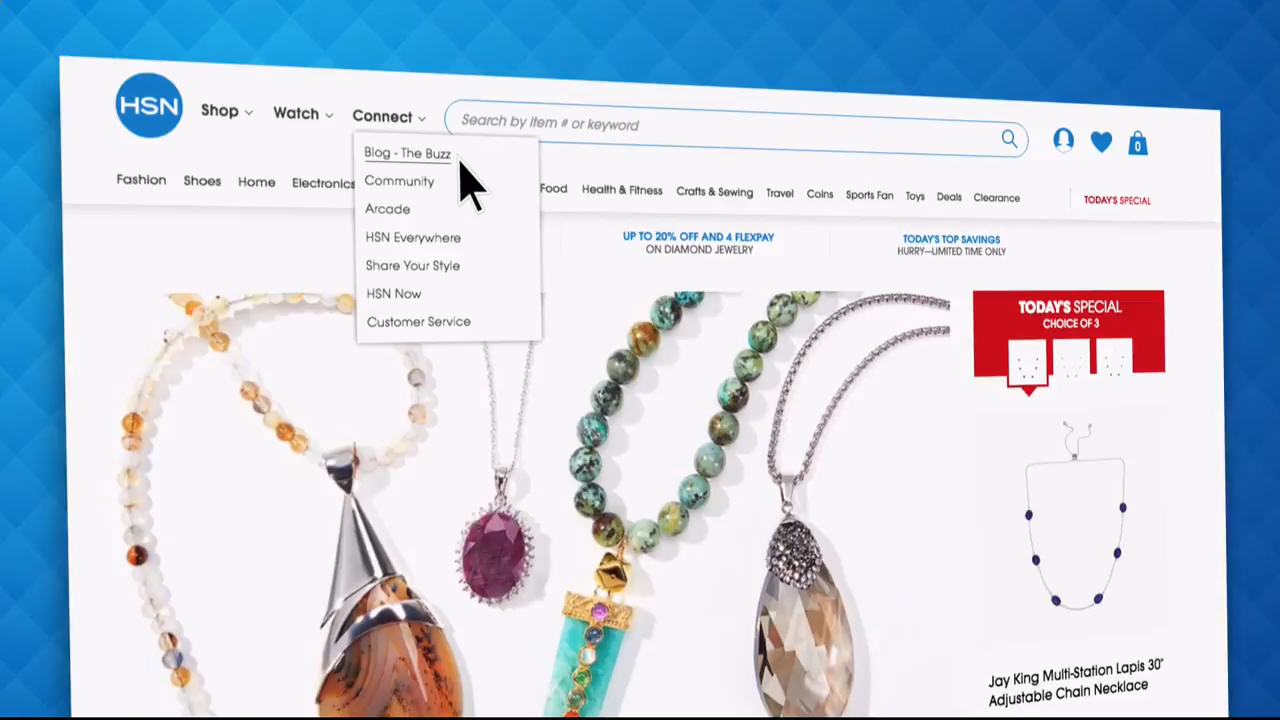 HSN
Shop
Watch
Connect
Search by item # or keyword
0
Blog - The Buzz
Community
Arcade
HSN Everywhere
Share Your Style
HSN Now
Customer Service
Fashion Shoes Home Electronics Food Health & Fitness Crafts & Sewing Travel Coins Sports Fan Toys Deals Clearance TODAY'S SPECIAL
UP TO 20% OFF AND 4 FLEXPAY
ON DIAMOND JEWELRY
TODAY'S TOP SAVINGS
HURRY—LIMITED TIME ONLY
TODAY'S SPECIAL
CHOICE OF 3
Jay King Multi-Station Lapis 30"
Adjustable Chain Necklace